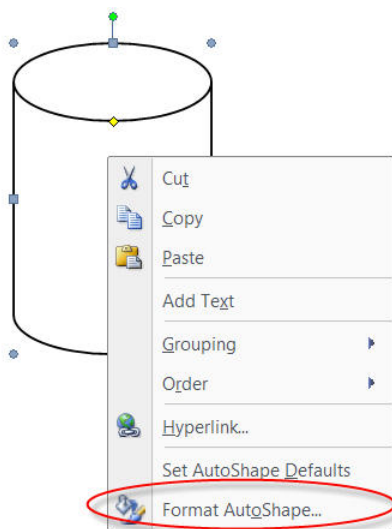 Cut
Copy
Paste
Add Text
Grouping
Order
Hyperlink...
Set AutoShape Defaults
Format AutoShape...